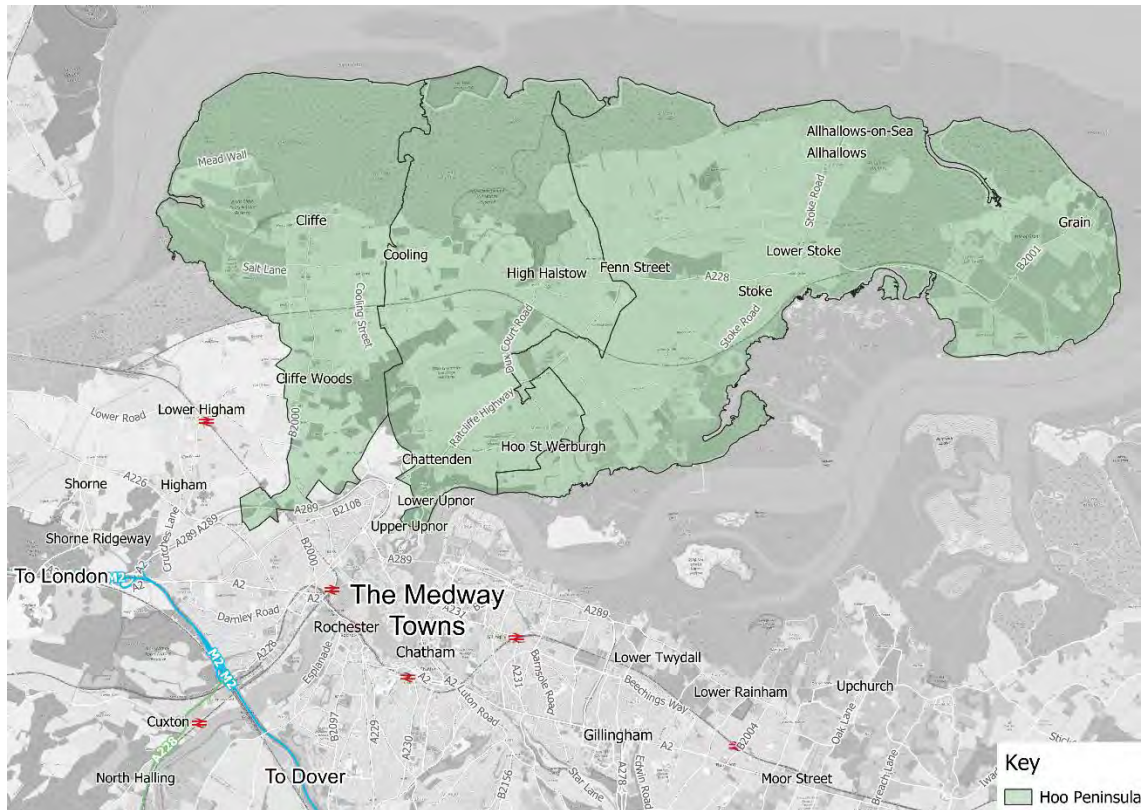 Allhallows-on-Sea
Allhallows
Mead Wall
Stoke Road
Cliffe
Grain
Cooling
Lower Stoke
B2001
Salt Lane
High Halstow
Fenn Street
A228
Stoke
Cooling Street
Stoke Road
Dux Court Road
Cliffe Woods
Ratcliffe Highway
Lower Road
Lower Higham
B2000
Hoo St Werburgh
Chattenden
A226
Shorne
Higham
Lower Upnor
A289
B2108
Upper Upnor
Crutches Lane
A289
A289
Shorne Ridgeway
B2000
A289
A2
To London
M2
A2
A2
A2
The Medway
Towns
Darnley Road
A231
A289
Rochester
Chatham
Esplanade
A228
M2
M2
Lower Twydall
Barnsole Road
A231
A2
A2
Luton Road
Beechings Way
Lower Rainham
Upchurch
Cuxton
B2097
A229
A230
Gillingham
A2
B2004
Oak Lane
A228
North Halling
To Dover
B2156
Star Lane
A278
Edwin Road
Moor Street
Breach Lane
Key
Hoo Peninsula